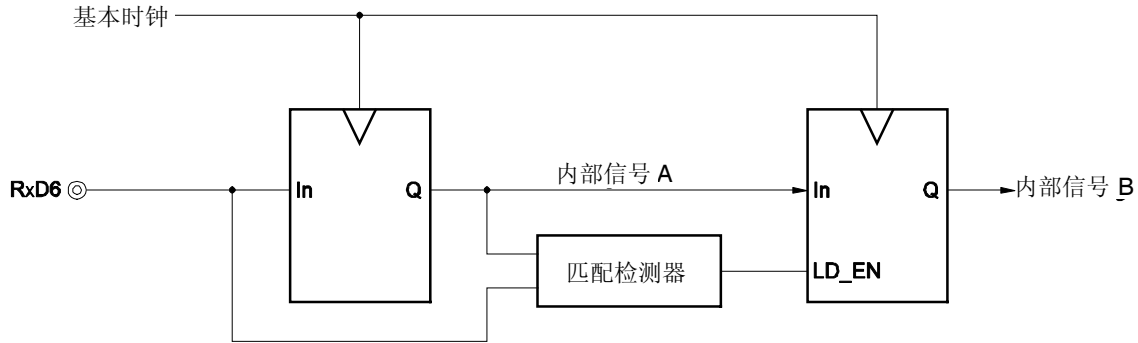 基本时钟
RxD6
In
Q
内部信号 A
In
Q
内部信号 B
匹配检测器
LD_EN